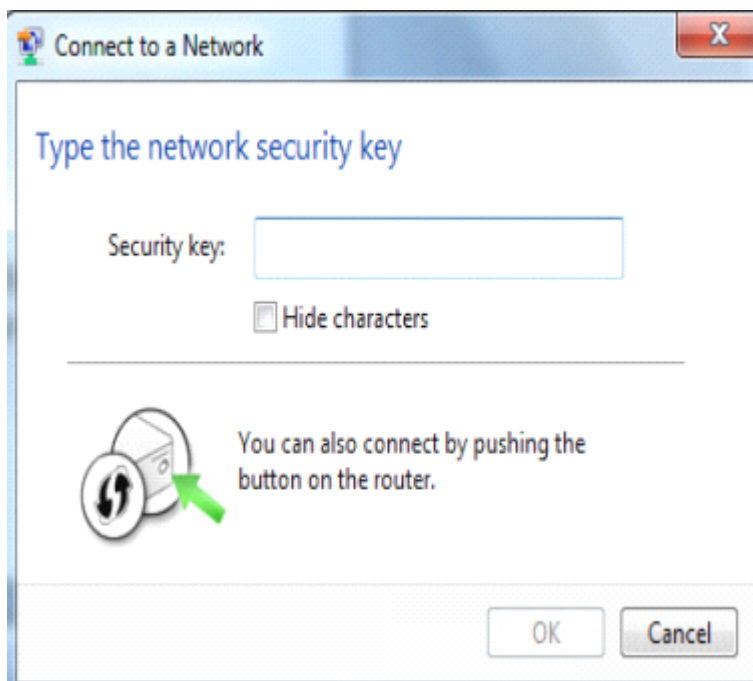 Connect to a Network
Type the network security key
Security key:
Hide characters
You can also connect by pushing the
button on the router.
OK
Cancel